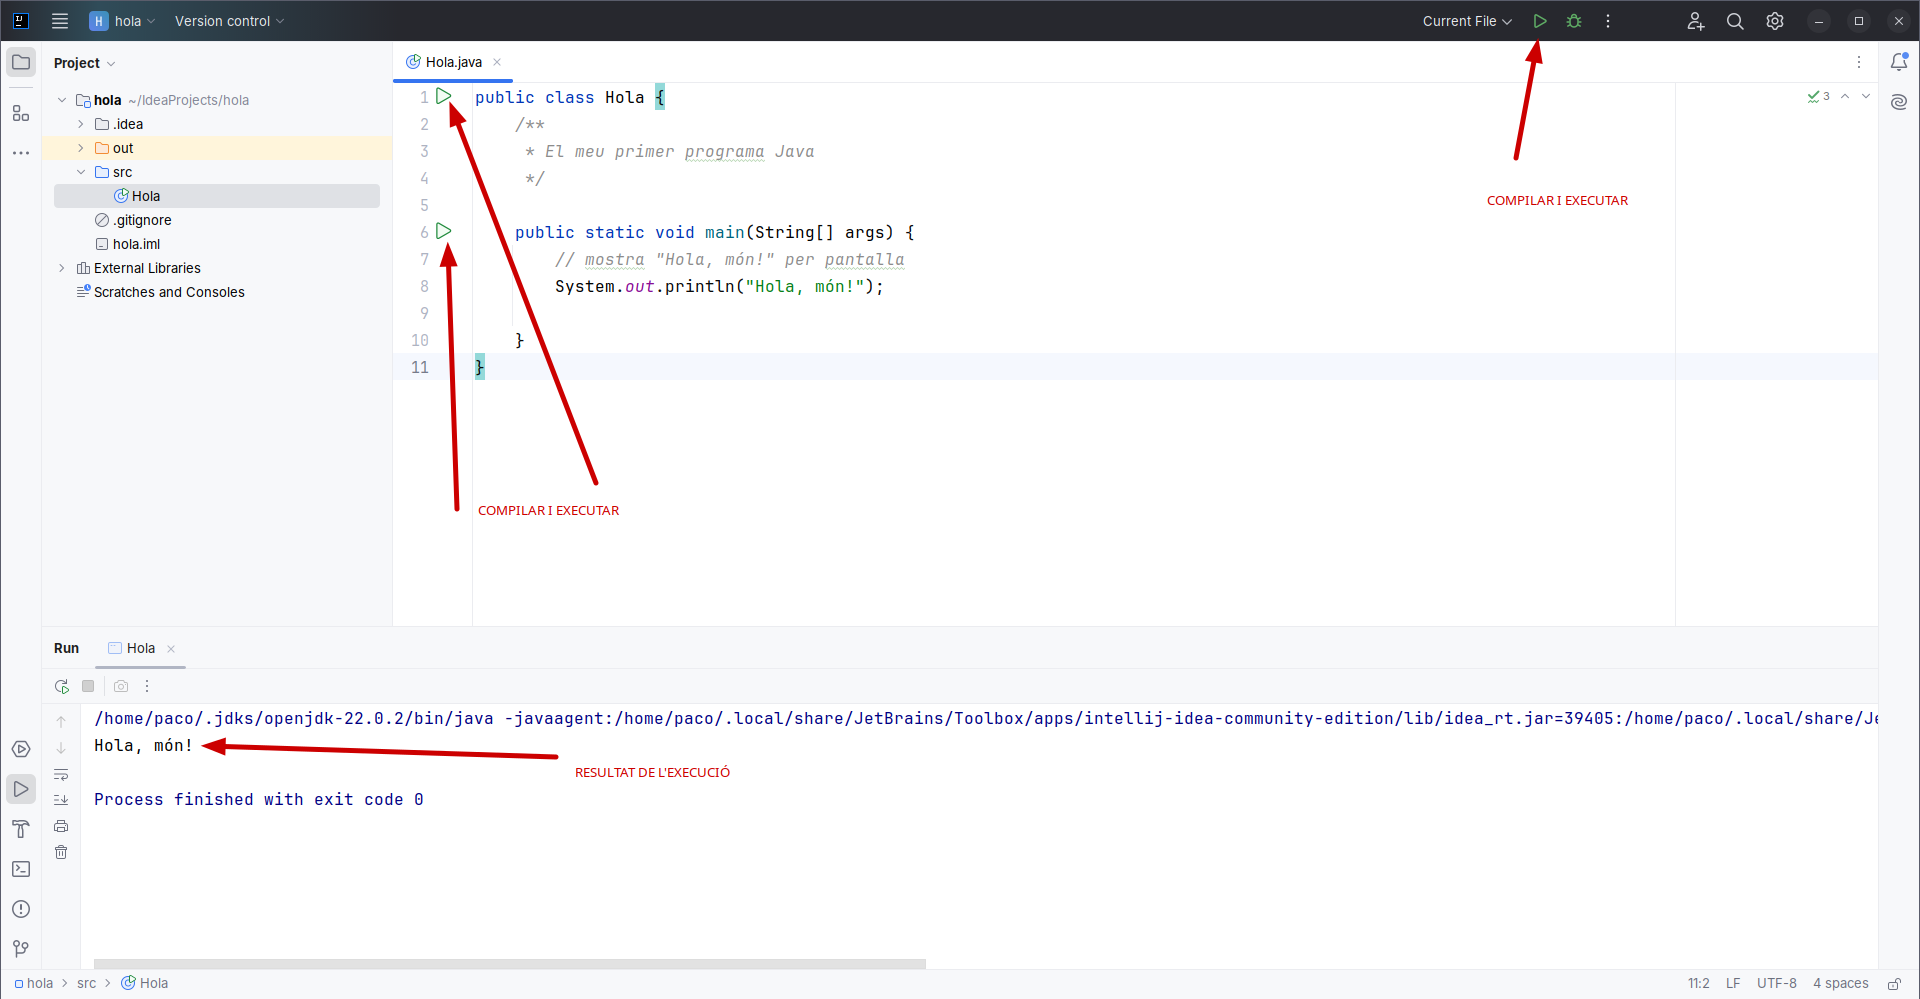 H hola Version control Current File
Project
Hola.java
hola ~/IdeaProjects/hola
.idea
out
src
Hola
.gitignore
hola.iml
External Libraries
Scratches and Consoles
1 public class Hola {
2 /**
3 * El meu primer programa Java
4 */
5
6 public static void main(String[] args) {
7 // mostra "Hola, món!" per pantalla
8 System.out.println("Hola, món!");
9
10 }
11 }
3
COMPILAR I EXECUTAR
COMPILAR I EXECUTAR
Run Hola
/home/paco/.jdks/openjdk-22.0.2/bin/java -javaagent:/home/paco/.local/share/JetBrains/Toolbox/apps/intellij-idea-community-edition/lib/idea_rt.jar=39405:/home/paco/.local/share/Je
Hola, món!
RESULTAT DE L'EXECUCIÓ
Process finished with exit code 0
hola > src > Hola
11:2 LF UTF-8 4 spaces